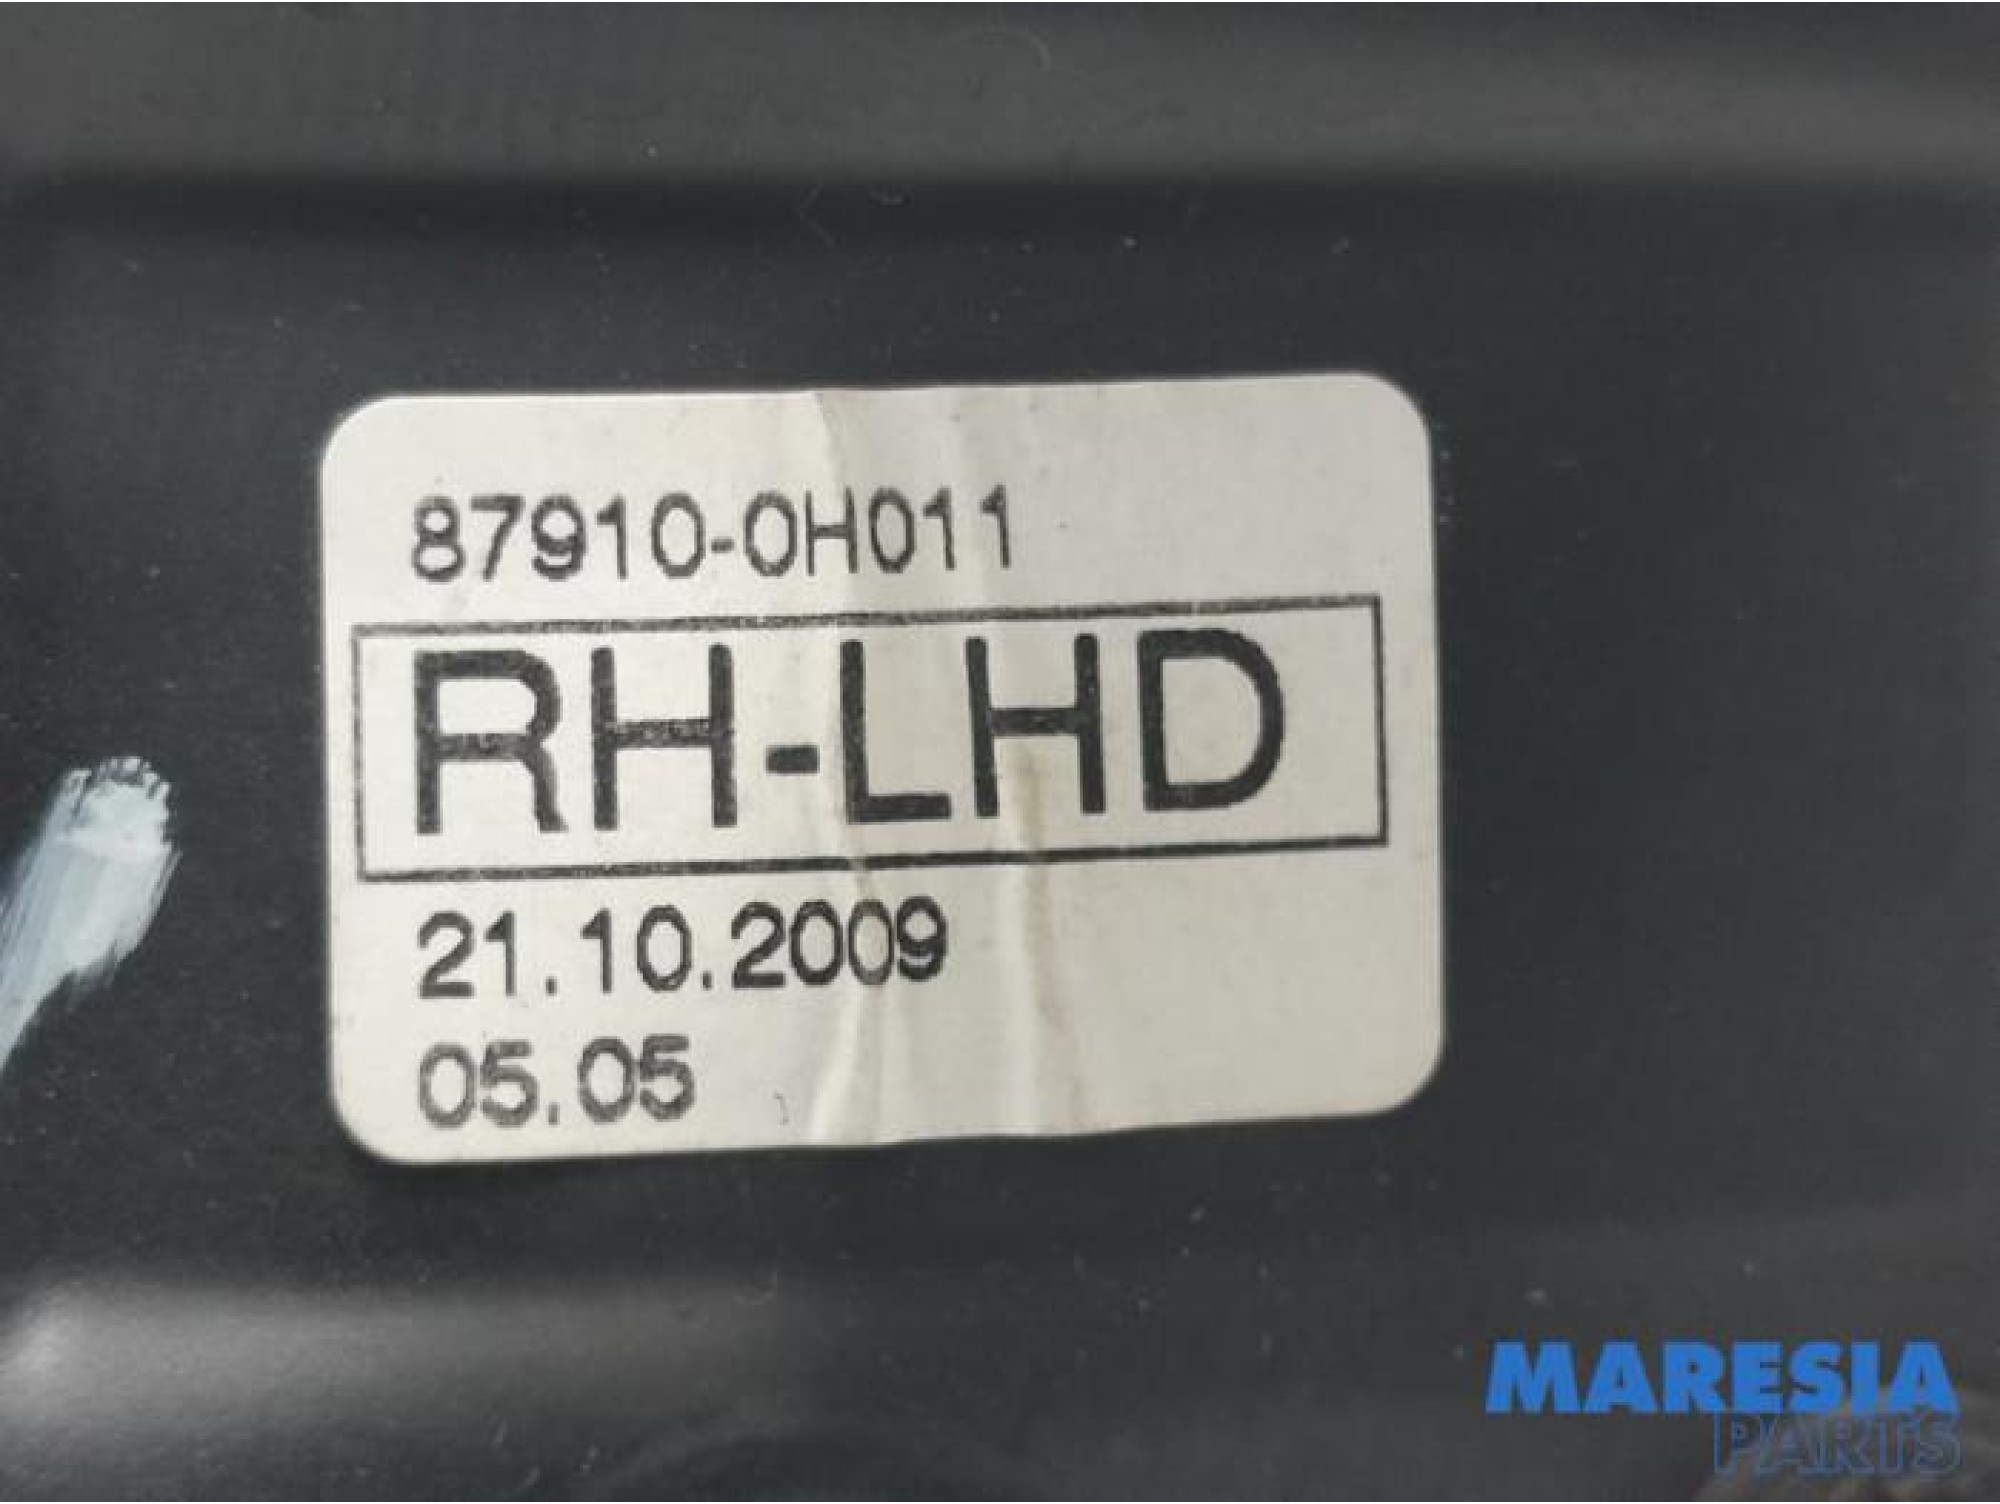 87910-0H011
RH-LHD
21.10.2009
05.05
MARESIA
PARTS